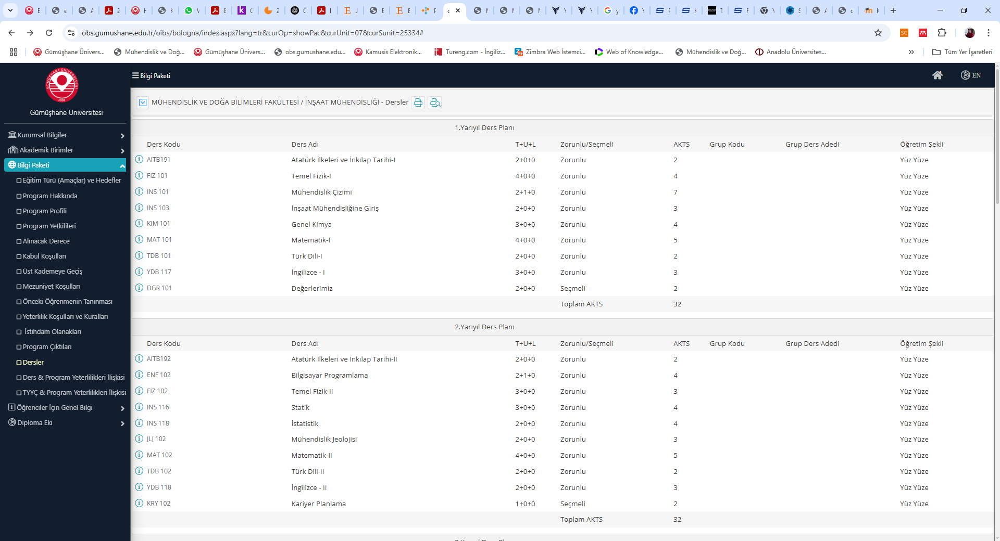 obs.gumushane.edu.tr/oibs/bologna/index.aspx?lang=tr&curOp=showPac&curUnit=07&curSunit=25334#
Gümüşhane Ünivers... Mühendislik ve Doğ... Gümüşhane Ünivers... obs.gumushane.edu... Kamusis Elektronik... Tureng.com - İngiliz... Zimbra Web İstemci... Web of Knowledge... Mühendislik ve Doğ... Anadolu Üniversites... » Tüm Yer İşaretleri
Gümüşhane Üniversitesi
Kurumsal Bilgiler
Akademik Birimler
Bilgi Paketi
Eğitim Türü (Amaçlar) ve Hedefler
Program Hakkında
Program Profili
Program Yetkilileri
Alınacak Derece
Kabul Koşulları
Üst Kademeye Geçiş
Mezuniyet Koşulları
Önceki Öğrenmenin Tanınması
Yeterlilik Koşulları ve Kuralları
İstihdam Olanakları
Program Çıktıları
Dersler
Ders & Program Yeterlilikleri İlişkisi
TYYÇ & Program Yeterlilikleri İlişkisi
Öğrenciler İçin Genel Bilgi
Diploma Eki
Bilgi Paketi
EN
MÜHENDİSLİK VE DOĞA BİLİMLERİ FAKÜLTESİ / İNŞAAT MÜHENDİSLİĞİ - Dersler
1.Yarıyıl Ders Planı
Ders Kodu Ders Adı T+U+L Zorunlu/Seçmeli AKTS Grup Kodu Grup Ders Adedi Öğretim Şekli
AITB191 Atatürk İlkeleri ve İnkılap Tarihi-I 2+0+0 Zorunlu 2 Yüz Yüze
FIZ 101 Temel Fizik-I 4+0+0 Zorunlu 4 Yüz Yüze
INS 101 Mühendislik Çizimi 2+1+0 Zorunlu 7 Yüz Yüze
INS 103 İnşaat Mühendisliğine Giriş 2+0+0 Zorunlu 3 Yüz Yüze
KIM 101 Genel Kimya 3+0+0 Zorunlu 4 Yüz Yüze
MAT 101 Matematik-I 4+0+0 Zorunlu 5 Yüz Yüze
TDB 101 Türk Dili-I 2+0+0 Zorunlu 2 Yüz Yüze
YDB 117 İngilizce - I 3+0+0 Zorunlu 3 Yüz Yüze
DGR 101 Değerlerimiz 2+0+0 Seçmeli 2 Yüz Yüze
Toplam AKTS 32
2.Yarıyıl Ders Planı
Ders Kodu Ders Adı T+U+L Zorunlu/Seçmeli AKTS Grup Kodu Grup Ders Adedi Öğretim Şekli
AITB192 Atatürk İlkeleri ve Inkılap Tarihi-II 2+0+0 Zorunlu 2 Yüz Yüze
ENF 102 Bilgisayar Programlama 2+1+0 Zorunlu 4 Yüz Yüze
FIZ 102 Temel Fizik-II 3+0+0 Zorunlu 3 Yüz Yüze
INS 116 Statik 3+0+0 Zorunlu 4 Yüz Yüze
INS 118 İstatistik 2+0+0 Zorunlu 4 Yüz Yüze
JLJ 102 Mühendislik Jeolojisi 2+0+0 Zorunlu 3 Yüz Yüze
MAT 102 Matematik-II 4+0+0 Zorunlu 5 Yüz Yüze
TDB 102 Türk Dili-II 2+0+0 Zorunlu 2 Yüz Yüze
YDB 118 İngilizce - II 2+0+0 Zorunlu 3 Yüz Yüze
KRY 102 Kariyer Planlama 1+0+0 Seçmeli 2 Yüz Yüze
Toplam AKTS 32